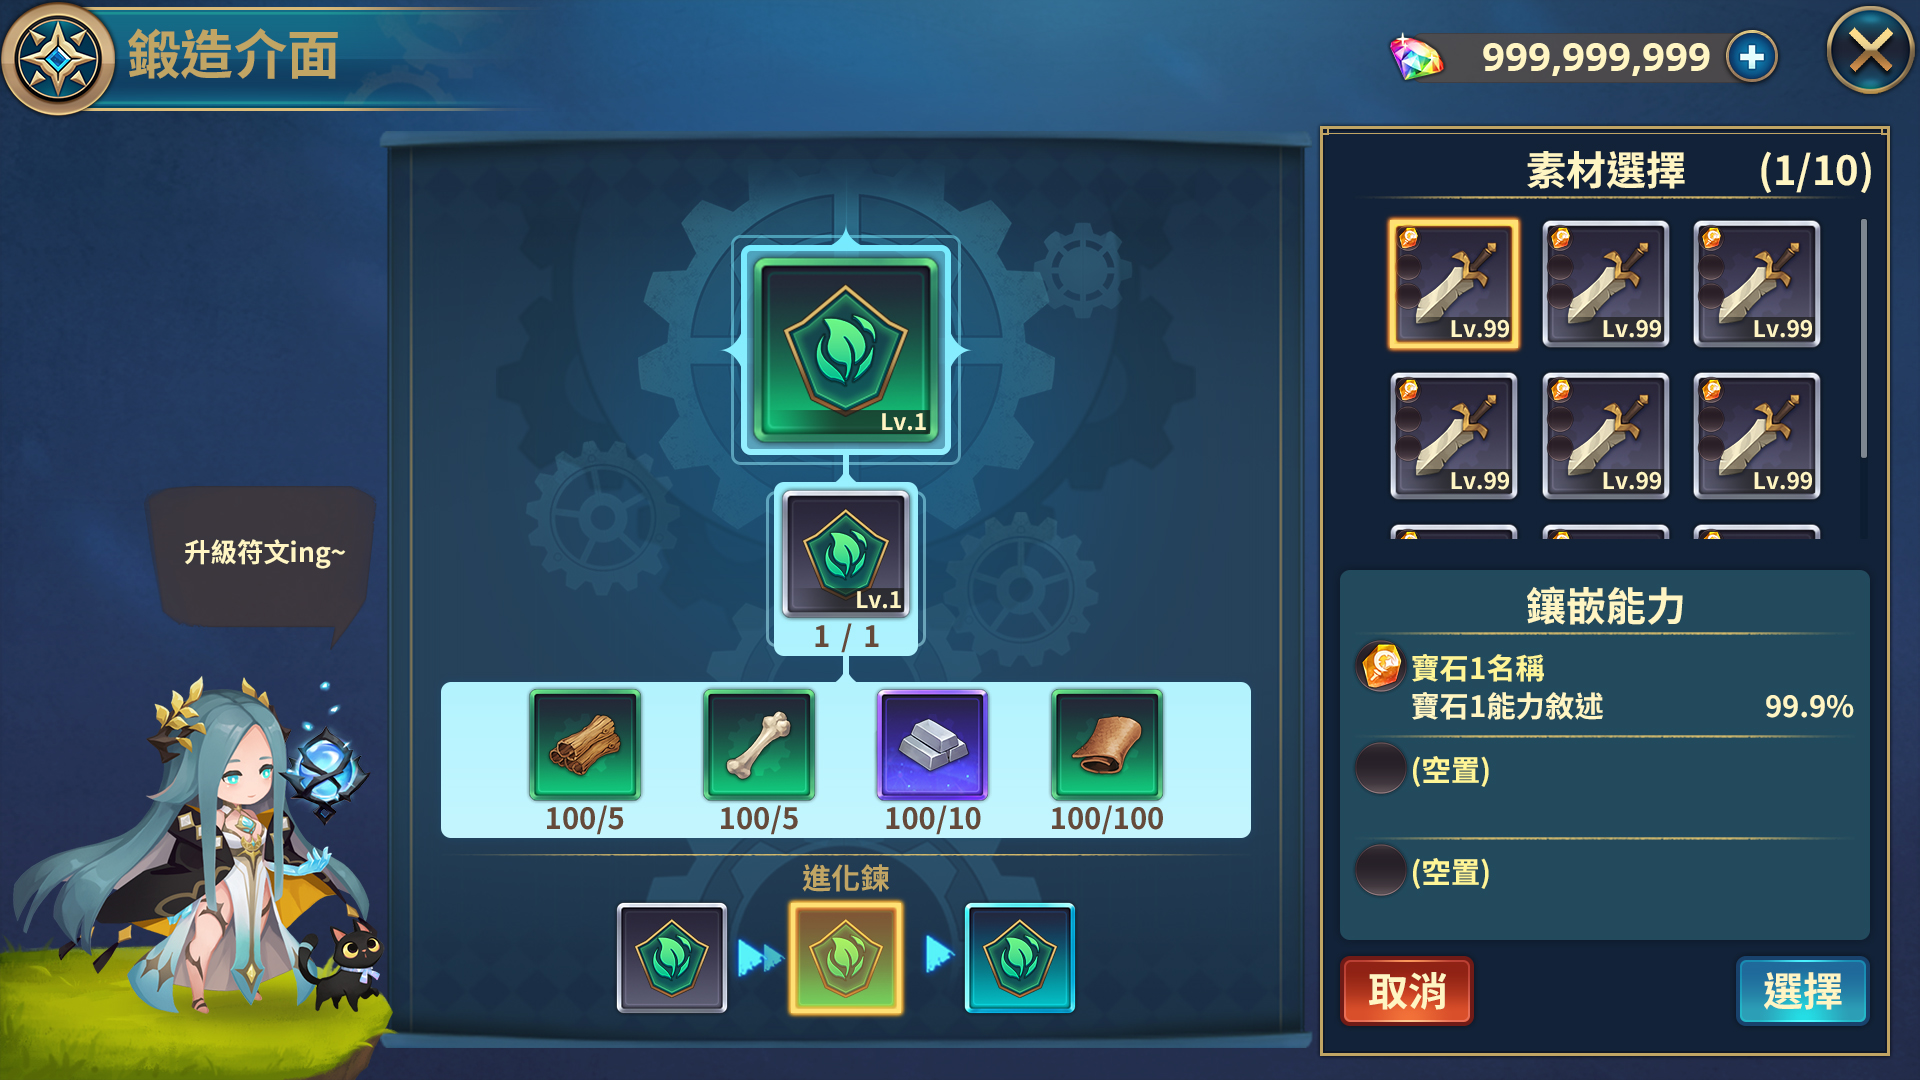 鍛造介面
999,999,999
素材選擇 (1/10)
Lv.99 Lv.99 Lv.99
Lv.99 Lv.99 Lv.99
Lv.1
Lv.1
1 / 1
升級符文ing~
100/5 100/5 100/10 100/100
進化鍊
鑲嵌能力
寶石1名稱
寶石1能力敘述 99.9%
(空置)
(空置)
取消 選擇